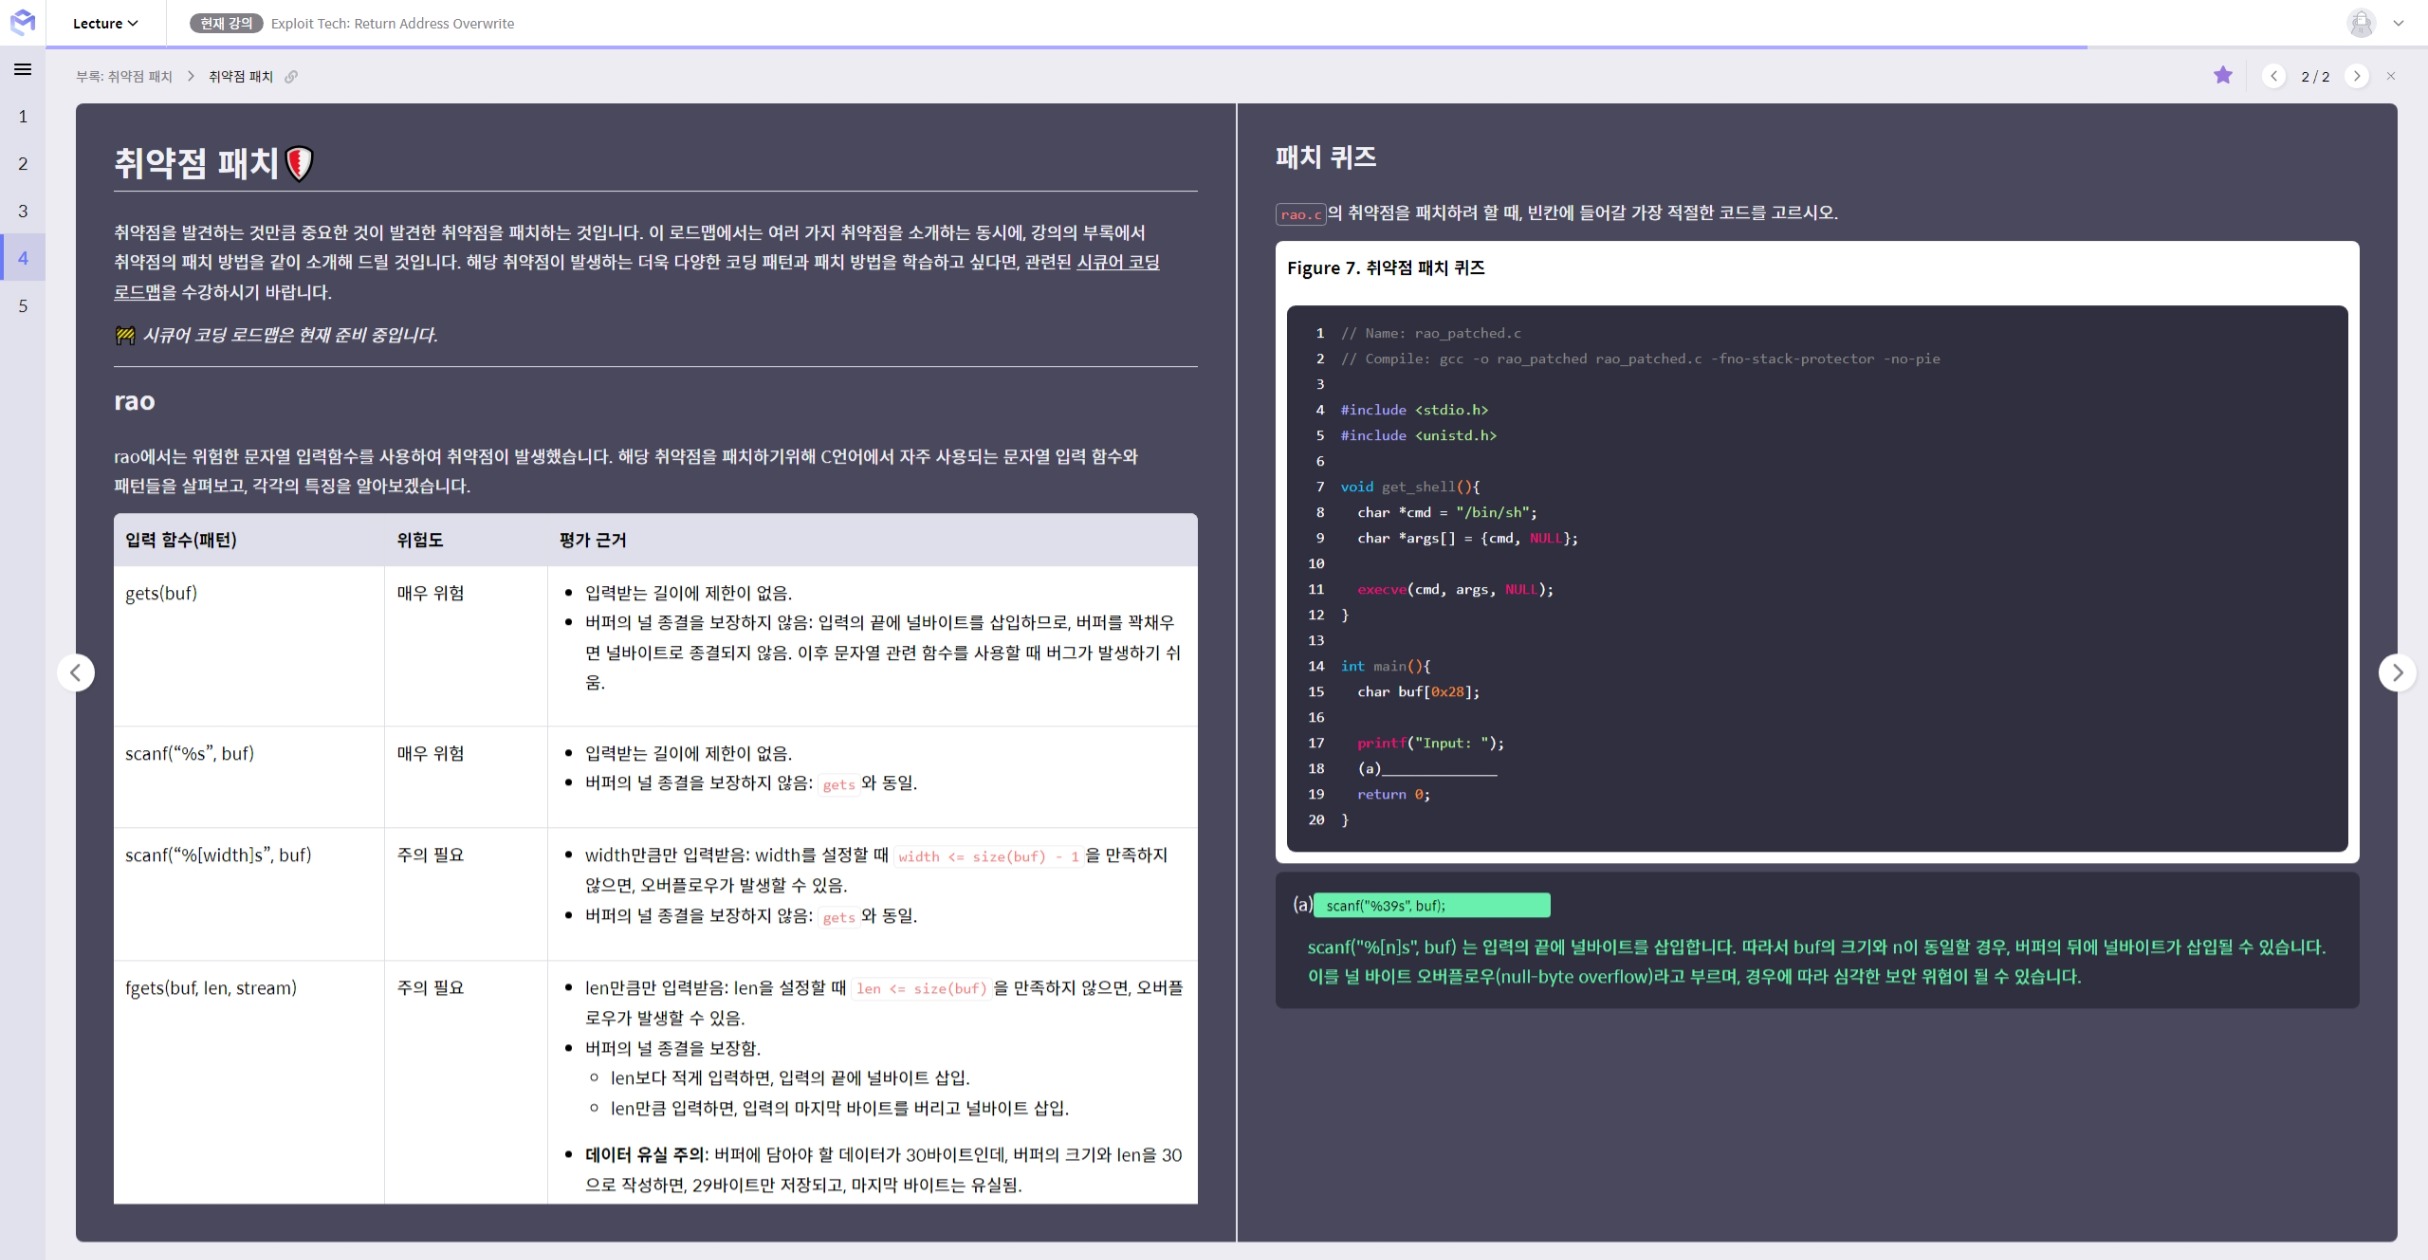 Lecture
현재 강의 Exploit Tech: Return Address Overwrite
부록: 취약점 패치 > 취약점 패치
2 / 2
1
2
3
4
5
취약점 패치
취약점을 발견하는 것만큼 중요한 것이 발견한 취약점을 패치하는 것입니다. 이 로드맵에서는 여러 가지 취약점을 소개하는 동시에, 강의의 부록에서
취약점의 패치 방법을 같이 소개해 드릴 것입니다. 해당 취약점이 발생하는 더욱 다양한 코딩 패턴과 패치 방법을 학습하고 싶다면, 관련된 시큐어 코딩
로드맵을 수강하시기 바랍니다.
🚧 시큐어 코딩 로드맵은 현재 준비 중입니다.
rao
rao에서는 위험한 문자열 입력함수를 사용하여 취약점이 발생했습니다. 해당 취약점을 패치하기위해 C언어에서 자주 사용되는 문자열 입력 함수와
패턴들을 살펴보고, 각각의 특징을 알아보겠습니다.
입력 함수(패턴) 위험도 평가 근거
gets(buf) 매우 위험 • 입력받는 길이에 제한이 없음.
• 버퍼의 널 종결을 보장하지 않음: 입력의 끝에 널바이트를 삽입하므로, 버퍼를 꽉채우
면 널바이트로 종결되지 않음. 이후 문자열 관련 함수를 사용할 때 버그가 발생하기 쉬
움.
scanf(“%s”, buf) 매우 위험 • 입력받는 길이에 제한이 없음.
• 버퍼의 널 종결을 보장하지 않음: gets 와 동일.
scanf(“%[width]s”, buf) 주의 필요 • width만큼만 입력받음: width를 설정할 때 width <= size(buf) - 1 을 만족하지
않으면, 오버플로우가 발생할 수 있음.
• 버퍼의 널 종결을 보장하지 않음: gets 와 동일.
fgets(buf, len, stream) 주의 필요 • len만큼만 입력받음: len을 설정할 때 len <= size(buf) 을 만족하지 않으면, 오버플
로우가 발생할 수 있음.
• 버퍼의 널 종결을 보장함.
◦ len보다 적게 입력하면, 입력의 끝에 널바이트 삽입.
◦ len만큼 입력하면, 입력의 마지막 바이트를 버리고 널바이트 삽입.
• 데이터 유실 주의: 버퍼에 담아야 할 데이터가 30바이트인데, 버퍼의 크기와 len을 30
으로 작성하면, 29바이트만 저장되고, 마지막 바이트는 유실됨.
패치 퀴즈
rao.c 의 취약점을 패치하려 할 때, 빈칸에 들어갈 가장 적절한 코드를 고르시오.
Figure 7. 취약점 패치 퀴즈
1 // Name: rao_patched.c
2 // Compile: gcc -o rao_patched rao_patched.c -fno-stack-protector -no-pie
3
4 #include <stdio.h>
5 #include <unistd.h>
6
7 void get_shell(){
8 char *cmd = "/bin/sh";
9 char *args[] = {cmd, NULL};
10
11 execve(cmd, args, NULL);
12 }
13
14 int main(){
15 char buf[0x28];
16
17 printf("Input: ");
18 (a)______________
19 return 0;
20 }
(a) scanf("%39s", buf);
scanf("%[n]s", buf) 는 입력의 끝에 널바이트를 삽입합니다. 따라서 buf의 크기와 n이 동일할 경우, 버퍼의 뒤에 널바이트가 삽입될 수 있습니다.
이를 널 바이트 오버플로우(null-byte overflow)라고 부르며, 경우에 따라 심각한 보안 위협이 될 수 있습니다.